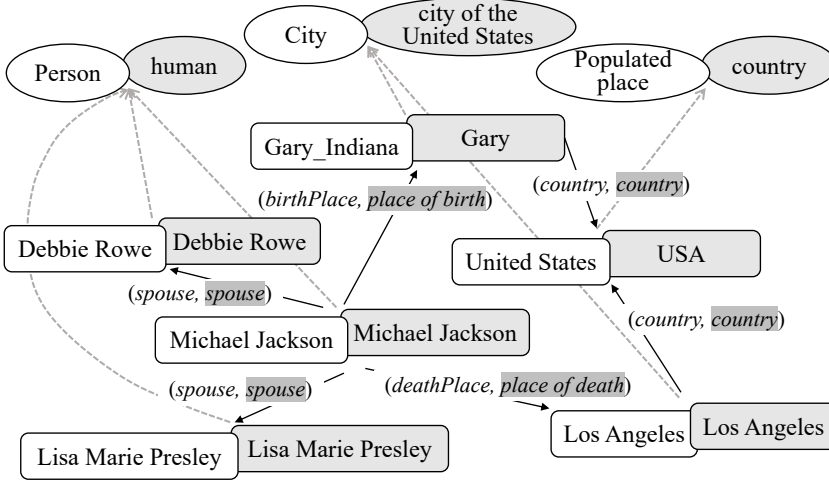 City
city of the
United States
Person
human
Populated
place
country
Gary_Indiana
Gary
(birthPlace, place of birth)
(country, country)
Debbie Rowe
Debbie Rowe
United States
USA
(spouse, spouse)
(country, country)
Michael Jackson
Michael Jackson
(spouse, spouse)
(deathPlace, place of death)
Los Angeles
Los Angeles
Lisa Marie Presley
Lisa Marie Presley